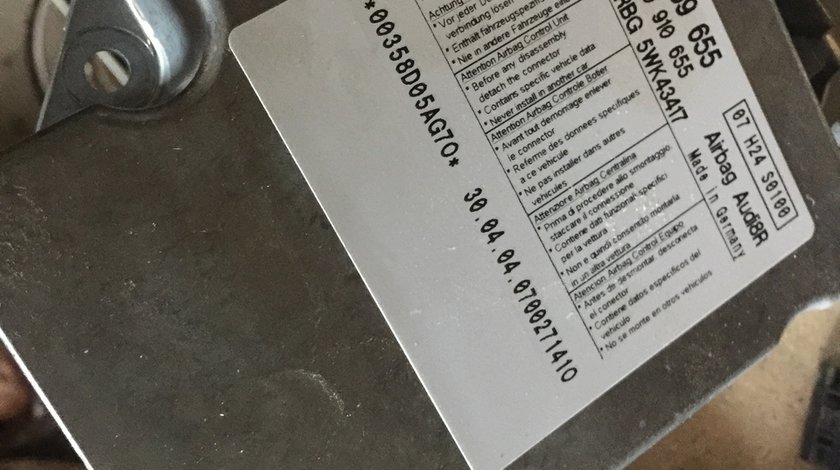 655
910 655
5WK43417
07 H24 S0100
Airbag Audi8R
Made in Germany
Achtung
* Vor jeder
verbindung lösen
* Enthält fahrzeugspezifi
* Nie in andere Fahrzeuge
Attention Airbag Control Unit
* Before any disassembly
detach the connector
* Contains specific vehicle data
* Never install in another car
Attention Airbag Controle Boitier
* Avant tout demontage enlever
le connector
* Referme des donnees specifiques
a ce vehicule
* Ne pas installer dans autres
vehicules
Attenzione Airbag Centralina
* Prima di procedere allo smontaggio,
staccare il connessione
* Contiene dati funzionali specifici
per la vettura
* Non e quindi consentito montarla
in un altra vettura
Atencion Airbag Control Equipo
* Antes de desmontar desconecta
el conector
* Contiene datos especificos del
vehiculo
* No se monte en otros vehiculos
*00358D05AG70* 30.04.04.0700271410